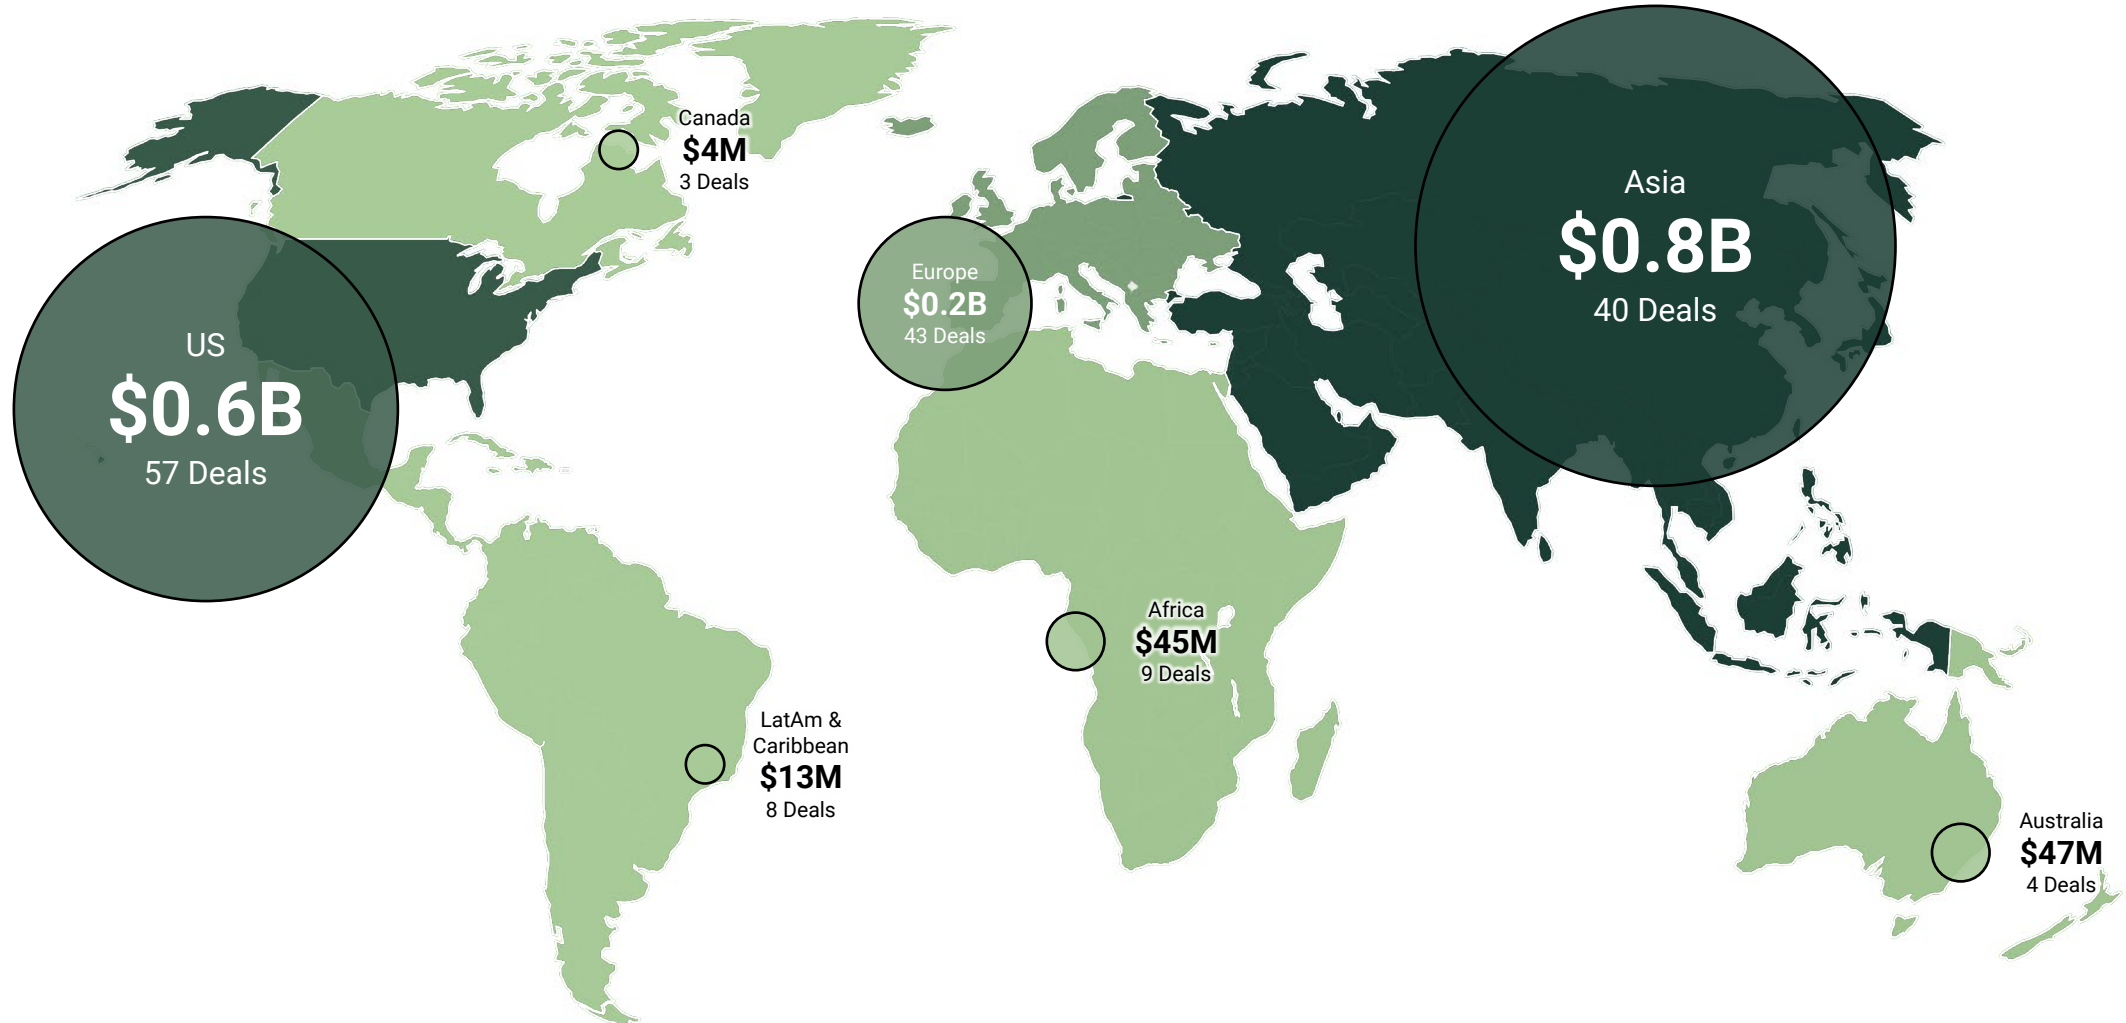 Canada
$4M
3 Deals
Asia
$0.8B
40 Deals
Europe
$0.2B
43 Deals
US
$0.6B
57 Deals
Africa
$45M
9 Deals
LatAm &
Caribbean
$13M
8 Deals
Australia
$47M
4 Deals